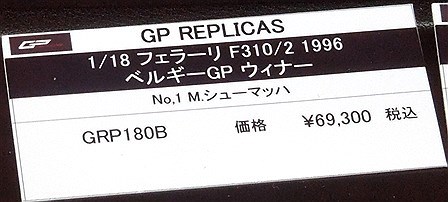 GP
GP REPLICAS
1/18 フェラーリ F310/2 1996
ベルギーGP ウィナー
No,1 M.シューマッハ
GRP180B 価格 ¥69,300 税込